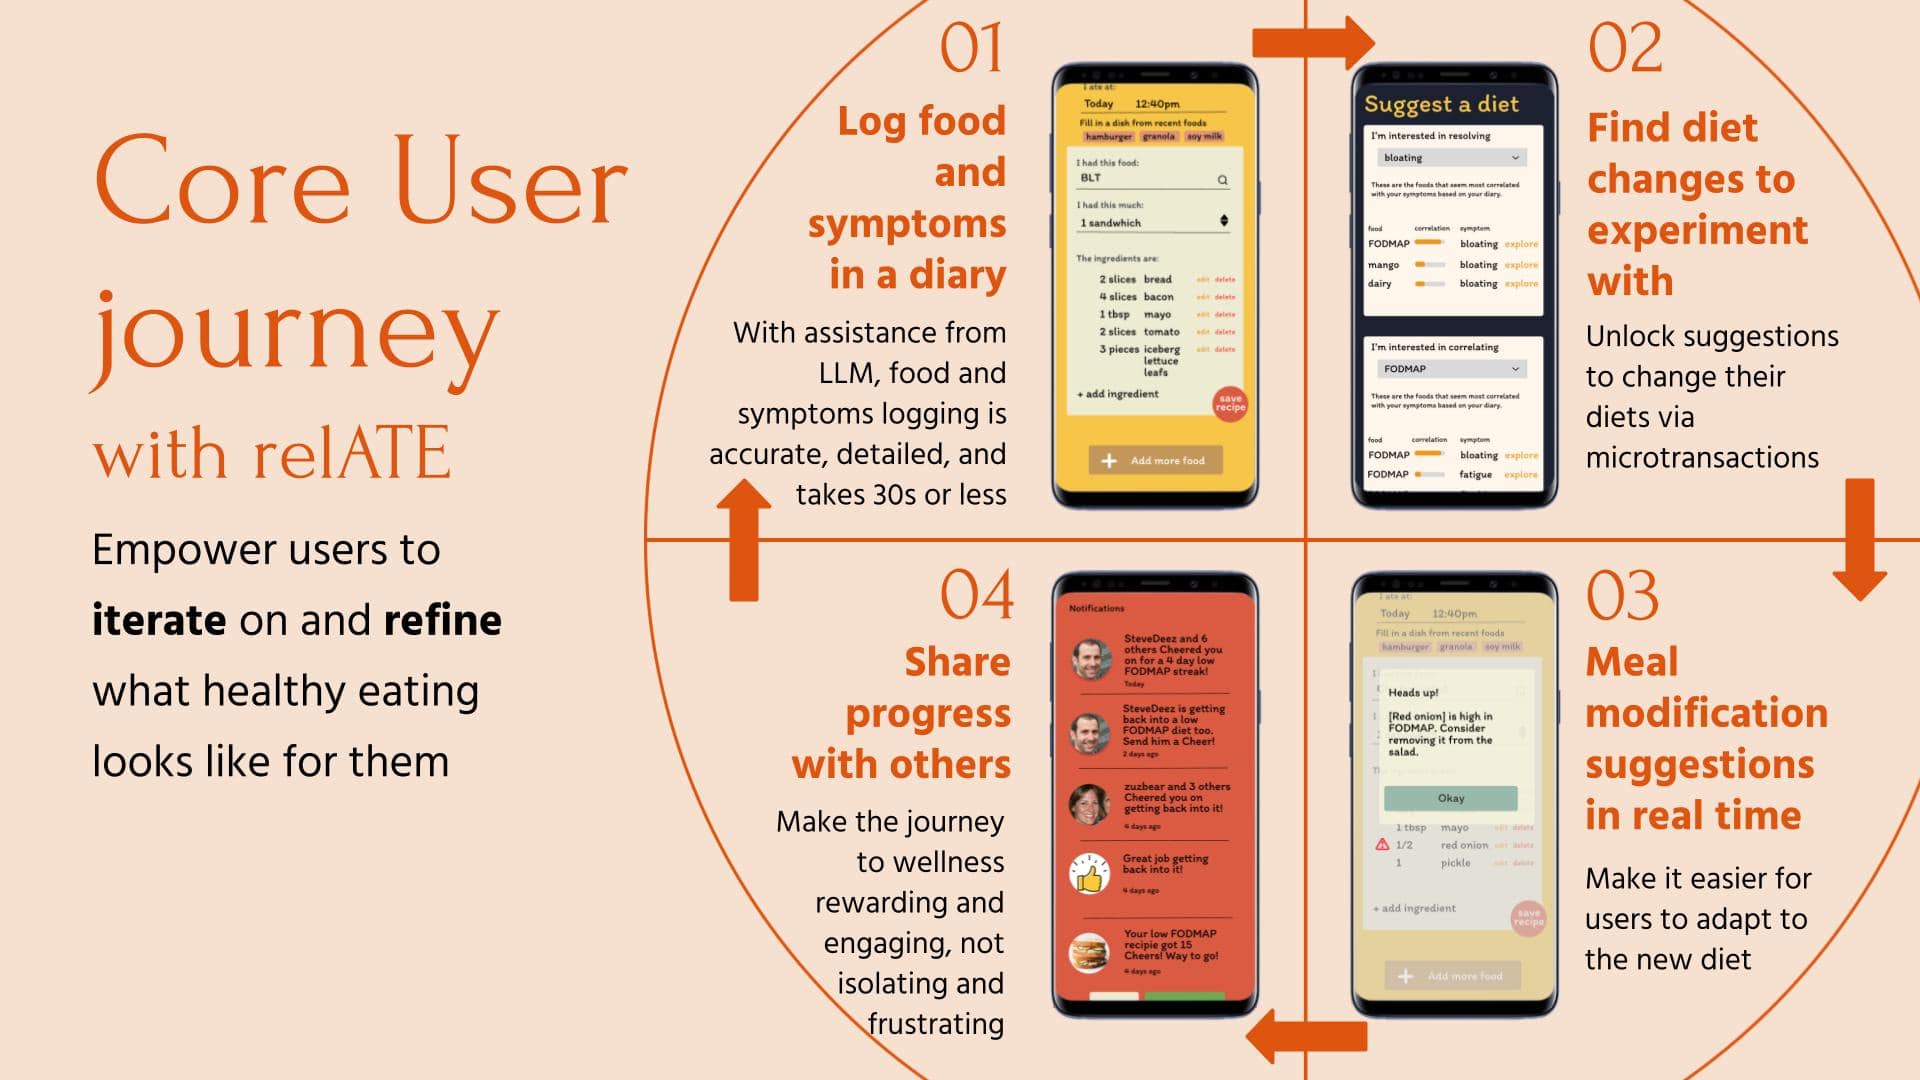 Core User
journey
with relATE
Empower users to
iterate on and refine
what healthy eating
looks like for them
01
Log food
and
symptoms
in a diary
With assistance from
LLM, food and
symptoms logging is
accurate, detailed, and
takes 30s or less
I ate at:
Today 12:40pm
Fill in a dish from recent foods
hamburger granola soy milk
I had this food:
BLT
I had this much:
1 sandwhich
The ingredients are:
2 slices bread edit delete
4 slices bacon edit delete
1 tbsp mayo edit delete
2 slices tomato edit delete
3 pieces iceberg edit delete
lettuce
leafs
+ add ingredient
save
recipe
+ Add more food
02
Find diet
changes to
experiment
with
Unlock suggestions
to change their
diets via
microtransactions
Suggest a diet
I'm interested in resolving
bloating
These are the foods that seem most correlated
with your symptoms based on your diary.
food correlation symptom
FODMAP bloating explore
mango bloating explore
dairy bloating explore
I'm interested in correlating
FODMAP
These are the foods that seem most correlated
with your symptoms based on your diary.
food correlation symptom
FODMAP bloating explore
FODMAP fatigue explore
03
Meal
modification
suggestions
in real time
Make it easier for
users to adapt to
the new diet
I ate at:
Today 12:40pm
Fill in a dish from recent foods
hamburger granola soy milk
Heads up!
[Red onion] is high in
FODMAP. Consider
removing it from the
salad.
Okay
1 tbsp mayo edit delete
1/2 red onion edit delete
1 pickle edit delete
+ add ingredient
save
recipe
+ Add more food
04
Share
progress
with others
Make the journey
to wellness
rewarding and
engaging, not
isolating and
frustrating
Notifications
SteveDeez and 6
others Cheered you
on for a 4 day low
FODMAP streak!
Today
SteveDeez is getting
back into a low
FODMAP diet too.
Send him a Cheer!
2 days ago
zuzbear and 3 others
Cheered you on
getting back into it!
4 days ago
Great job getting
back into it!
4 days ago
Your low FODMAP
recipie got 15
Cheers! Way to go!
4 days ago